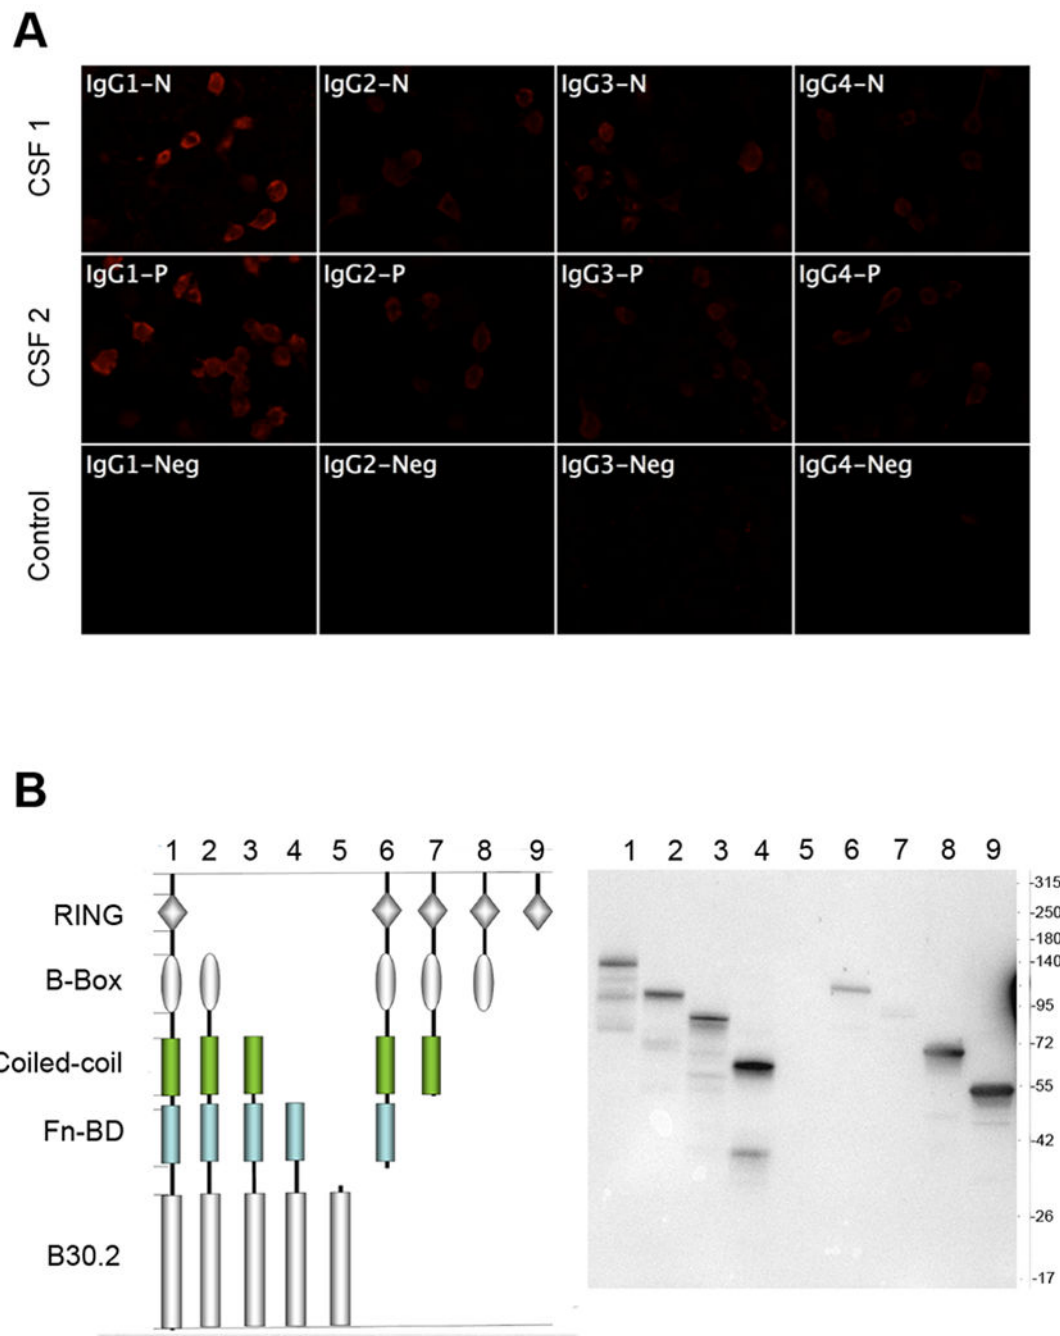 A
CSF 1
IgG1-N
IgG2-N
IgG3-N
IgG4-N
CSF 2
IgG1-P
IgG2-P
IgG3-P
IgG4-P
Control
IgG1-Neg
IgG2-Neg
IgG3-Neg
IgG4-Neg
B
1 2 3 4 5 6 7 8 9
RING
B-Box
Coiled-coil
Fn-BD
B30.2
1 2 3 4 5 6 7 8 9
-315
-250
-180
-140
-95
-72
-55
-42
-26
-17